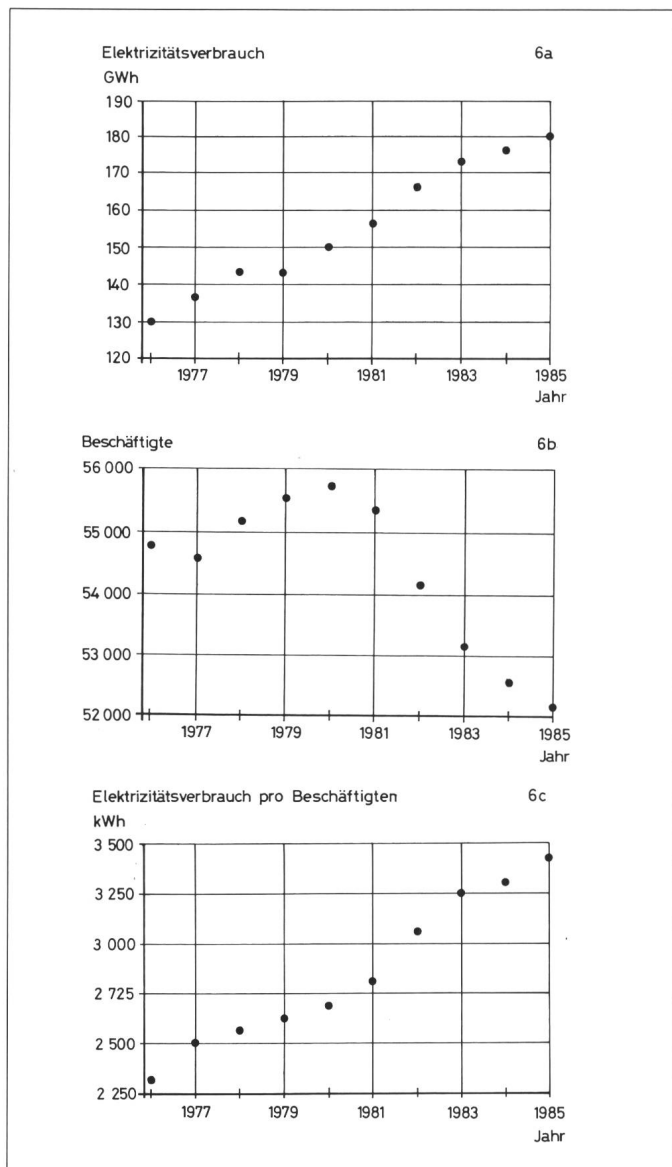 Elektrizitätsverbrauch 6a
GWh
190
180
170
160
150
140
130
120
1977 1979 1981 1983 1985
Jahr
Beschäftigte 6b
56 000
55 000
54 000
53 000
52 000
1977 1979 1981 1983 1985
Jahr
Elektrizitätsverbrauch pro Beschäftigten 6c
kWh
3 500
3 250
3 000
2 725
2 500
2 250
1977 1979 1981 1983 1985
Jahr